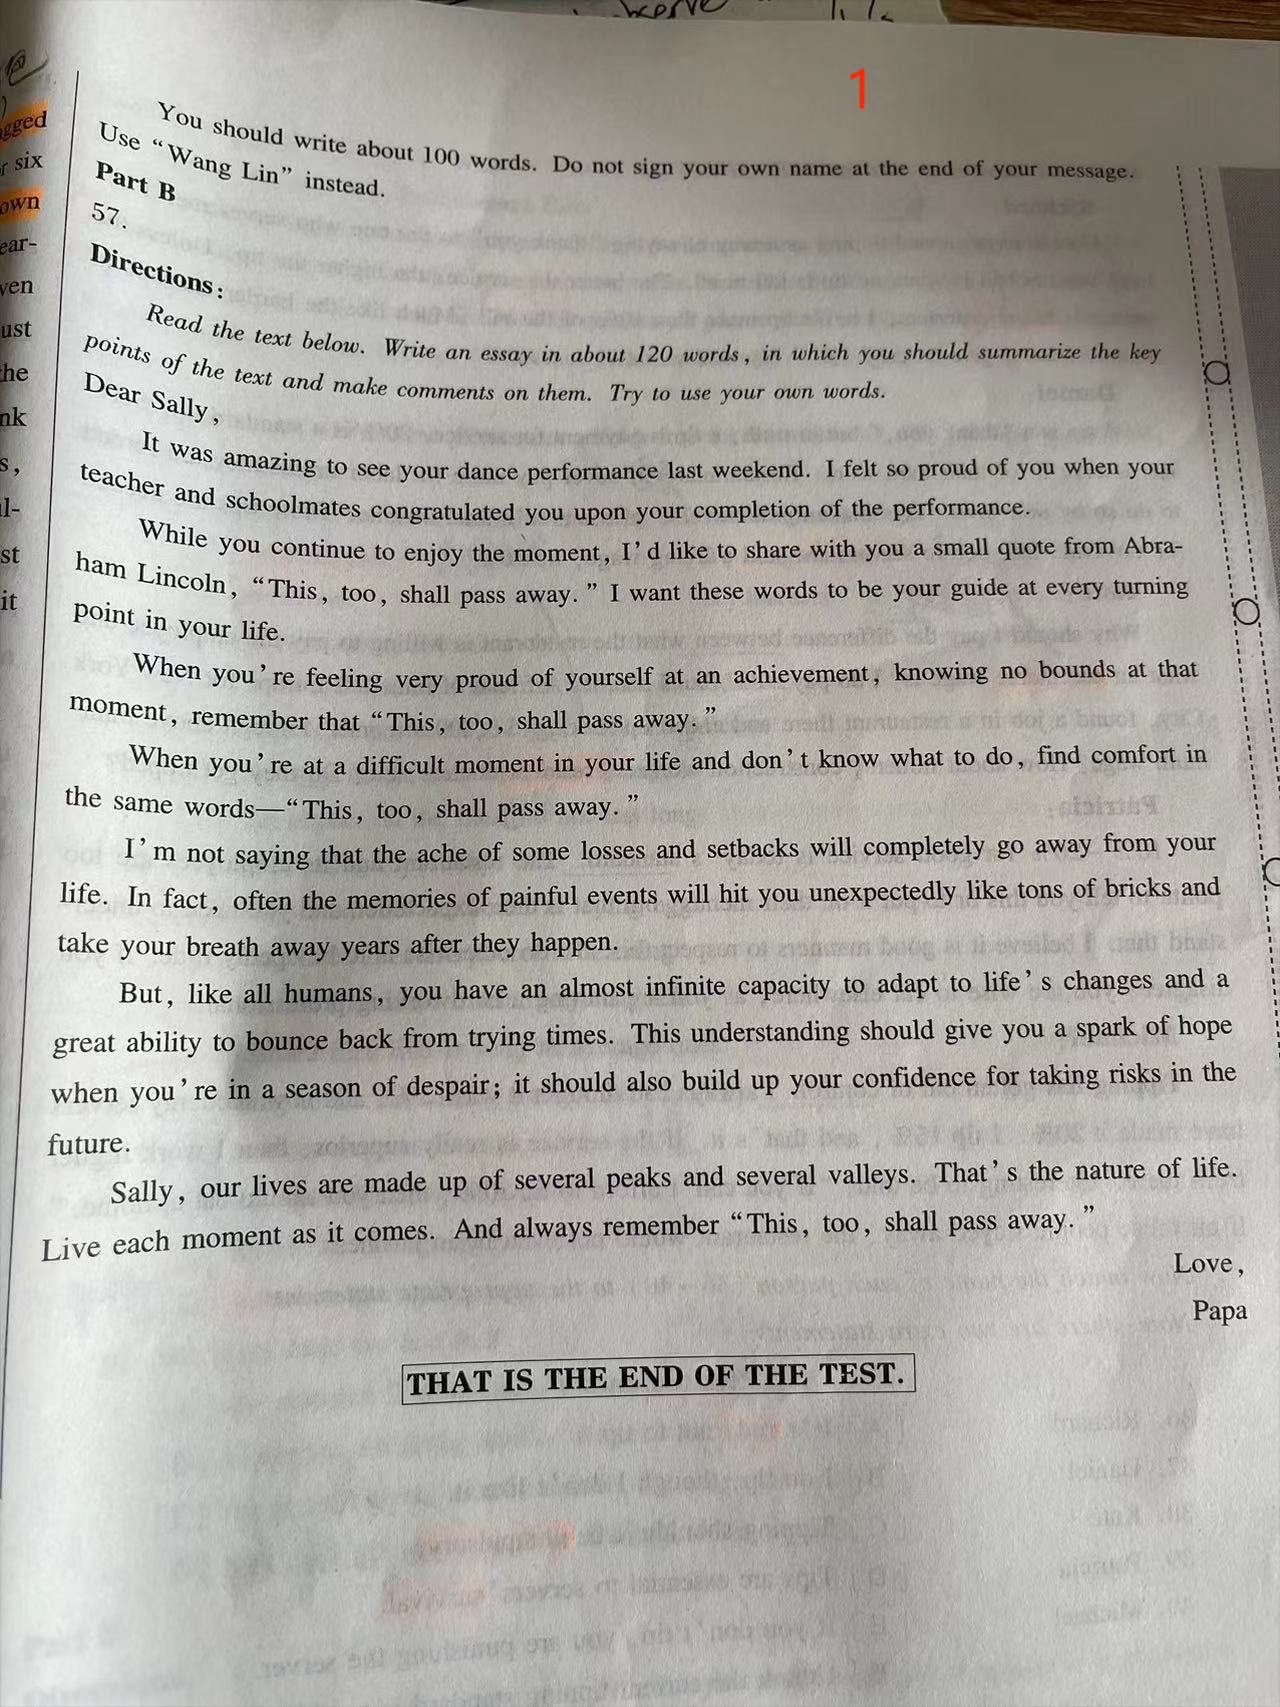 1
You should write about 100 words. Do not sign your own name at the end of your message.
Use “Wang Lin” instead.
Part B
57.
Directions:
Read the text below. Write an essay in about 120 words, in which you should summarize the key
points of the text and make comments on them. Try to use your own words.
Dear Sally,
It was amazing to see your dance performance last weekend. I felt so proud of you when your
teacher and schoolmates congratulated you upon your completion of the performance.
While you continue to enjoy the moment, I’d like to share with you a small quote from Abra-
ham Lincoln, “This, too, shall pass away.” I want these words to be your guide at every turning
point in your life.
When you’re feeling very proud of yourself at an achievement, knowing no bounds at that
moment, remember that “This, too, shall pass away.”
When you’re at a difficult moment in your life and don’t know what to do, find comfort in
the same words—“This, too, shall pass away.”
I’m not saying that the ache of some losses and setbacks will completely go away from your
life. In fact, often the memories of painful events will hit you unexpectedly like tons of bricks and
take your breath away years after they happen.
But, like all humans, you have an almost infinite capacity to adapt to life’s changes and a
great ability to bounce back from trying times. This understanding should give you a spark of hope
when you’re in a season of despair; it should also build up your confidence for taking risks in the
future.
Sally, our lives are made up of several peaks and several valleys. That’s the nature of life.
Live each moment as it comes. And always remember “This, too, shall pass away.”
Love,
Papa
THAT IS THE END OF THE TEST.